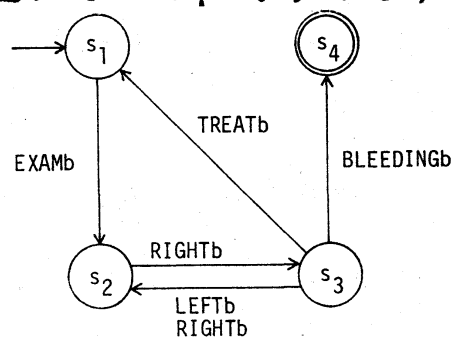 s1
s4
TREATb
EXAMb
BLEEDINGb
RIGHTb
s2
s3
LEFTb
RIGHTb